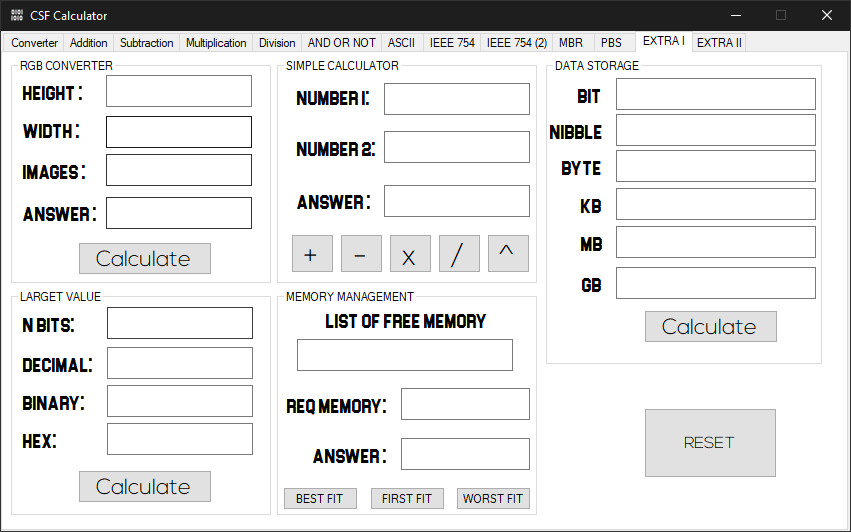 CSF Calculator
Converter Addition Subtraction Multiplication Division AND OR NOT ASCII IEEE 754 IEEE 754 (2) MBR PBS EXTRA I EXTRA II
RGB CONVERTER
HEIGHT :
WIDTH :
IMAGES :
ANSWER :
Calculate
SIMPLE CALCULATOR
NUMBER 1:
NUMBER 2:
ANSWER :
+ - x / ^
DATA STORAGE
BIT
NIBBLE
BYTE
KB
MB
GB
Calculate
LARGET VALUE
N BITS:
DECIMAL:
BINARY:
HEX:
Calculate
MEMORY MANAGEMENT
LIST OF FREE MEMORY
REQ MEMORY:
ANSWER :
BEST FIT FIRST FIT WORST FIT
RESET